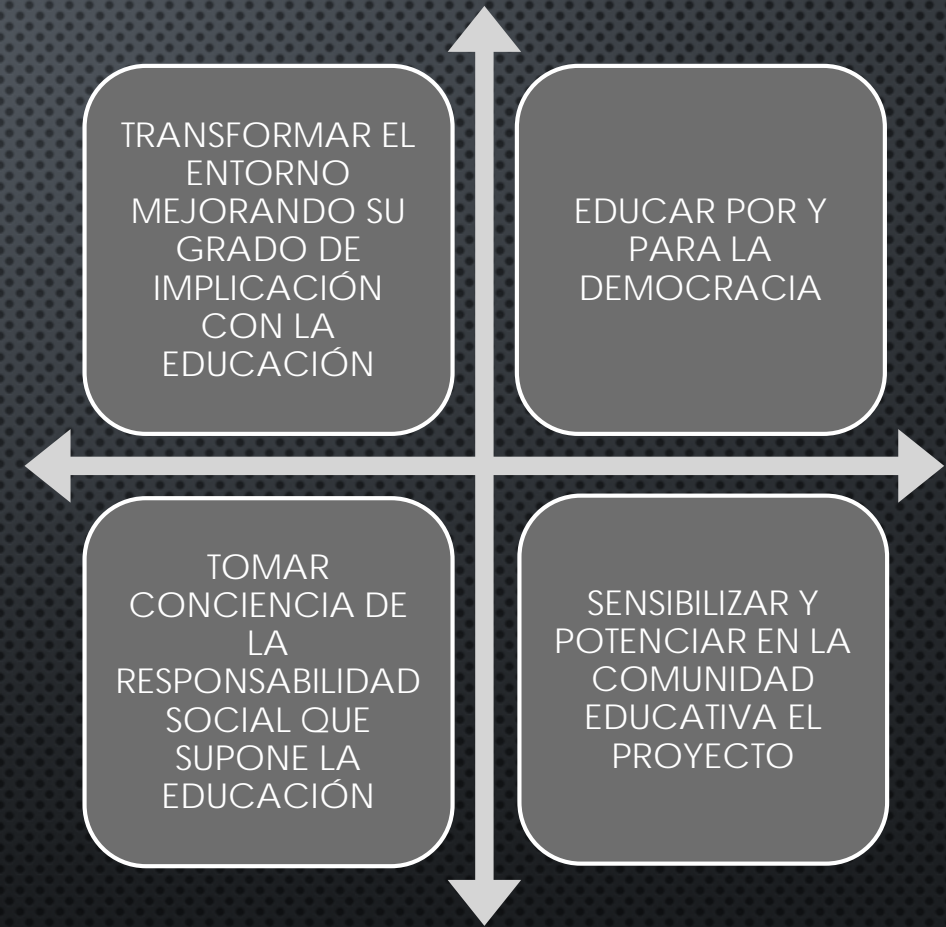 TRANSFORMAR EL
ENTORNO
MEJORANDO SU
GRADO DE
IMPLICACIÓN
CON LA
EDUCACIÓN
EDUCAR POR Y
PARA LA
DEMOCRACIA
TOMAR
CONCIENCIA DE
LA
RESPONSABILIDAD
SOCIAL QUE
SUPONE LA
EDUCACIÓN
SENSIBILIZAR Y
POTENCIAR EN LA
COMUNIDAD
EDUCATIVA EL
PROYECTO